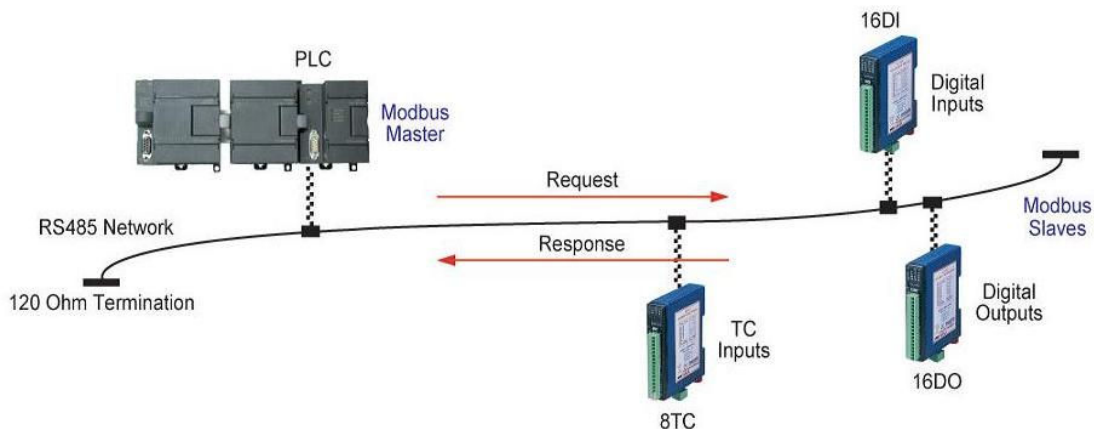 16DI
PLC
Digital
Inputs
Modbus
Master
Request
RS485 Network
Response
Modbus
Slaves
120 Ohm Termination
TC
Inputs
Digital
Outputs
16DO
8TC